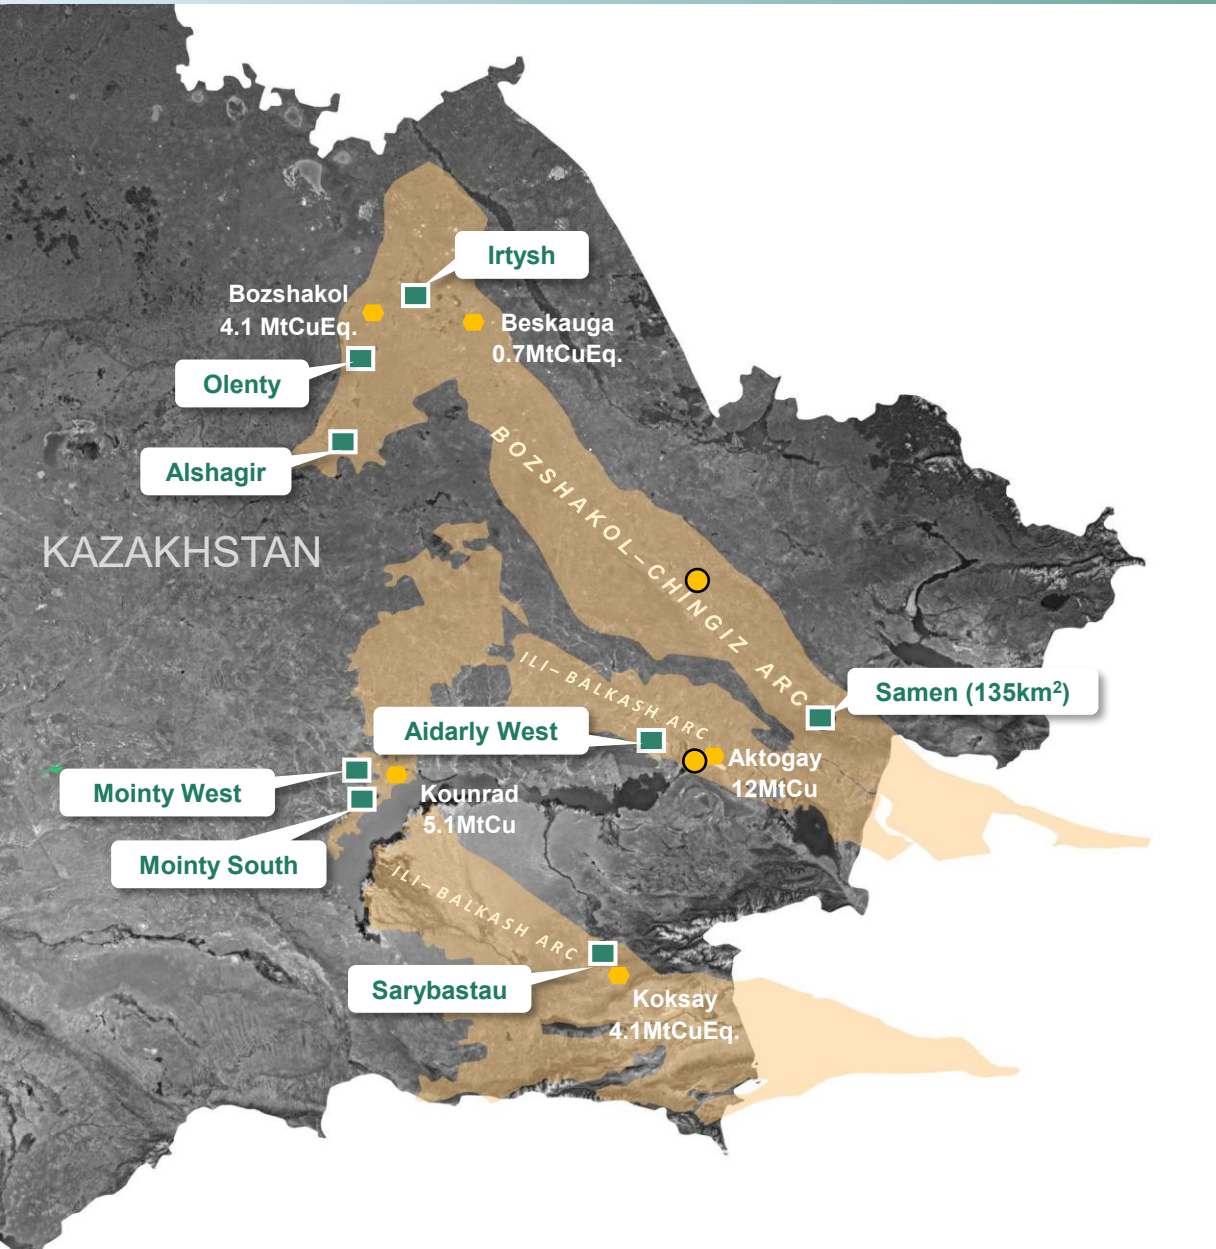 Irtysh
Bozshakol
4.1 MtCuEq.
Beskauga
0.7MtCuEq.
Olenty
Alshagir
BOZSHAKOL–CHINGIZ ARC
KAZAKHSTAN
ILI–BALKASH ARC
Samen (135km²)
Aidarly West
Aktogay
12MtCu
Mointy West
Kounrad
5.1MtCu
Mointy South
ILI–BALKASH ARC
Sarybastau
Koksay
4.1MtCuEq.